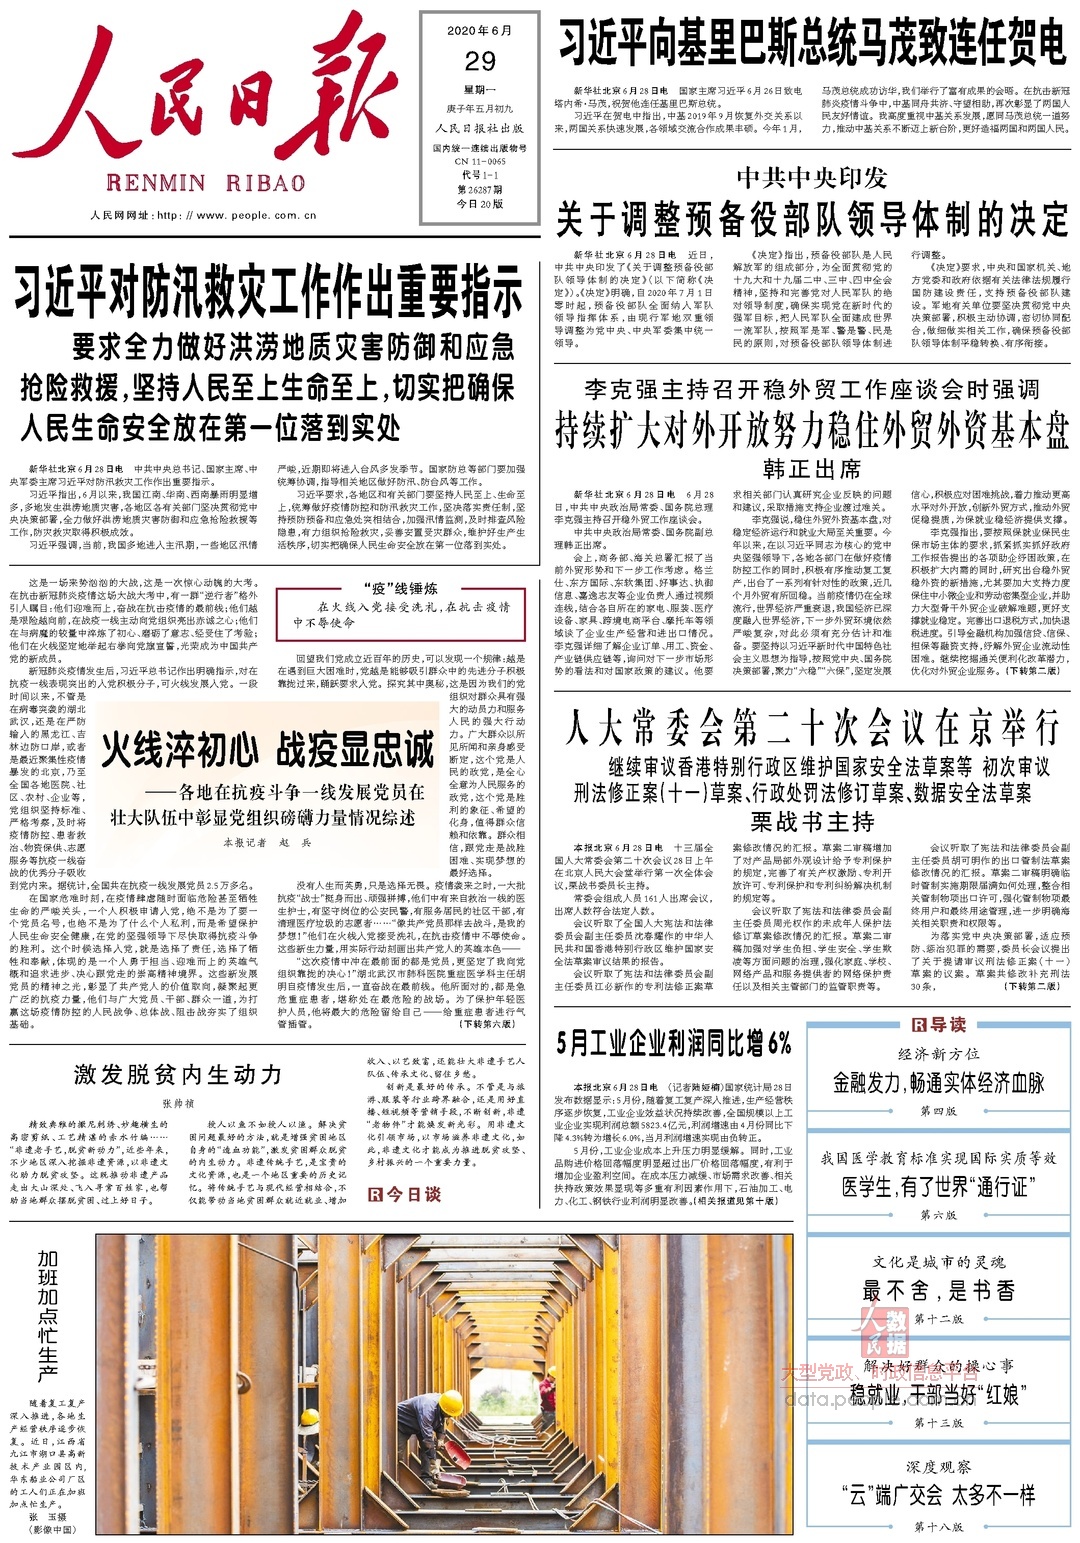 人民日报
RENMIN RIBAO
人民网网址:http://www.people.com.cn
2020年6月
29
星期一
庚子年五月初九
人民日报社出版
国内统一连续出版物号
CN 11-0065
代号1-1
第26287期
今日20版
习近平对防汛救灾工作作出重要指示
要求全力做好洪涝地质灾害防御和应急
抢险救援,坚持人民至上生命至上,切实把确保
人民生命安全放在第一位落到实处
新华社北京6月28日电 中共中央总书记、国家主席、中
央军委主席习近平对防汛救灾工作作出重要指示。
习近平指出,6月以来,我国江南、华南、西南暴雨明显增
多,多地发生洪涝地质灾害,各地区各有关部门坚决贯彻党中
央决策部署,全力做好洪涝地质灾害防御和应急抢险救援等
工作,防灾救灾取得积极成效。
习近平强调,当前,我国多地进入主汛期,一些地区汛情
严峻,近期即将进入台风多发季节。国家防总等部门要加强
统筹协调,指导相关地区做好防汛、防台风等工作。
习近平要求,各地区和有关部门要坚持人民至上、生命至
上,统筹做好疫情防控和防汛救灾工作,坚决落实责任制,坚
持预防预备和应急处突相结合,加强汛情监测,及时排查风险
隐患,有力组织抢险救灾,妥善安置受灾群众,维护好生产生
活秩序,切实把确保人民生命安全放在第一位落到实处。
习近平向基里巴斯总统马茂致连任贺电
新华社北京6月28日电 国家主席习近平6月26日致电
塔内希·马茂,祝贺他连任基里巴斯总统。
习近平在贺电中指出,中基2019年9月恢复外交关系以
来,两国关系快速发展,各领域交流合作成果丰硕。今年1月,
马茂总统成功访华,我们举行了富有成果的会晤。在抗击新冠
肺炎疫情斗争中,中基同舟共济、守望相助,再次彰显了两国人
民友好情谊。我高度重视中基关系发展,愿同马茂总统一道努
力,推动中基关系不断迈上新台阶,更好造福两国和两国人民。
中共中央印发
关于调整预备役部队领导体制的决定
新华社北京6月28日电 近日,
中共中央印发了《关于调整预备役部
队领导体制的决定》(以下简称《决
定》)。《决定》明确,自2020年7月1日
零时起,预备役部队全面纳入军队
领导指挥体系,由现行军地双重领
导调整为党中央、中央军委集中统一
领导。
《决定》指出,预备役部队是人民
解放军的组成部分,为全面贯彻党的
十九大和十九届二中、三中、四中全会
精神,坚持和完善党对人民军队的绝
对领导制度,确保实现党在新时代的
强军目标,把人民军队全面建成世界
一流军队,按照军是军、警是警、民是
民的原则,对预备役部队领导体制进
行调整。
《决定》要求,中央和国家机关、地
方党委和政府依据有关法律法规履行
国防建设责任,支持预备役部队建
设。军地有关单位要坚决贯彻党中央
决策部署,积极主动协调,密切协同配
合,做细做实相关工作,确保预备役部
队领导体制平稳转换、有序衔接。
李克强主持召开稳外贸工作座谈会时强调
持续扩大对外开放努力稳住外贸外资基本盘
韩正出席
新华社北京6月28日电 6月28
日,中共中央政治局常委、国务院总理
李克强主持召开稳外贸工作座谈会。
中共中央政治局常委、国务院副总
理韩正出席。
会上,商务部、海关总署汇报了当
前外贸形势和下一步工作考虑。格兰
仕、东方国际、东软集团、好事达、执御
信息、嘉逸志友等企业负责人通过视频
连线,结合各自所在的家电、服装、医疗
设备、家具、跨境电商平台、摩托车等领
域谈了企业生产经营和进出口情况。
李克强详细了解企业订单、用工、资金、
产业链供应链等,询问对下一步市场形
势的看法和对国家政策的建议。他要
求相关部门认真研究企业反映的问题
和建议,采取措施支持企业渡过难关。
李克强说,稳住外贸外资基本盘,对
稳定经济运行和就业大局至关重要。今
年以来,在以习近平同志为核心的党中
央坚强领导下,各地各部门在做好疫情
防控工作的同时,积极有序推动复工复
产,出台了一系列有针对性的政策,近几
个月外贸有所回稳。当前疫情仍在全球
流行,世界经济严重衰退,我国经济已深
度融入世界经济,下一步外贸环境依然
严峻复杂,对此必须有充分估计和准
备。要坚持以习近平新时代中国特色社
会主义思想为指导,按照党中央、国务院
决策部署,聚力“六稳”“六保”,坚定发展
信心,积极应对困难挑战,着力推动更高
水平对外开放,创新外贸方式,推动外贸
促稳提质,为保就业稳经济提供支撑。
李克强指出,要按照保就业保民生
保市场主体的要求,抓紧抓实抓好政府
工作报告提出的各项助企纾困政策,在
积极扩大内需的同时,研究出台稳外贸
稳外资的新措施,尤其要加大支持力度
保住中小微企业和劳动密集型企业,并助
力大型骨干外贸企业破解难题,更好支
撑就业稳定。完善出口退税方式,加快退
税进度。引导金融机构加强信贷、信保、
担保等融资支持,纾解外贸企业流动性
困难。继续挖掘通关便利化改革潜力,
优化对外贸企业服务。(下转第二版)
“疫”线锤炼
在火线入党接受洗礼,在抗击疫情
中不辱使命
这是一场来势汹汹的大战,这是一次惊心动魄的大考。
在抗击新冠肺炎疫情这场大战大考中,有一群“逆行者”格外
引人瞩目:他们迎难而上,奋战在抗击疫情的最前线;他们越
是艰险越向前,在战疫一线主动向党组织亮出赤诚之心;他们
在与病魔的较量中淬炼了初心、磨砺了意志、经受住了考验;
他们在火线坚定地举起右拳向党旗宣誓,光荣成为中国共产
党的新成员。
新冠肺炎疫情发生后,习近平总书记作出明确指示,对在
抗疫一线表现突出的入党积极分子,可火线发展入党。一段
时间以来,不管是
在病毒突袭的湖北
武汉,还是在严防
输入的黑龙江、吉
林边防口岸,或者
是最近聚集性疫情
暴发的北京,乃至
全国各地医院、社
区、农村、企业等,
党组织坚持标准、
严格考察,及时将
疫情防控、患者救
治、物资保供、志愿
服务等抗疫一线奋
战的优秀分子吸收
到党内来。据统计,全国共在抗疫一线发展党员2.5万多名。
在国家危难时刻,在疫情肆虐随时面临危险甚至牺牲
生命的严峻关头,一个人积极申请入党,绝不是为了要一
个党员名号,也绝不是为了什么个人私利,而是希望保护
人民生命安全健康,在党的坚强领导下尽快取得抗疫斗争
的胜利。这个时候选择入党,就是选择了责任,选择了牺
牲和奉献,体现的是一个人勇于担当、迎难而上的英雄气
概和追求进步、决心跟党走的崇高精神境界。这些新发展
党员的精神之光,彰显了共产党人的价值取向,凝聚起更
广泛的抗疫力量,他们与广大党员、干部、群众一道,为打
赢这场疫情防控的人民战争、总体战、阻击战夯实了组织
基础。
回望我们党成立近百年的历史,可以发现一个规律:越是
在遇到巨大困难时,党越是能够吸引群众中的先进分子积极
靠拢过来,踊跃要求入党。探究其中奥秘,这是因为我们的党
组织对群众具有强
大的动员力和服务
人民的强大行动
力。广大群众以所
见所闻和亲身感受
断定,这个党是人
民的政党,是全心
全意为人民服务的
政党,这个党是胜
利的象征、希望的
化身,值得群众信
赖和依靠。群众相
信,跟党走是战胜
困难、实现梦想的
最好选择。
没有人生而英勇,只是选择无畏。疫情袭来之时,一大批
抗疫“战士”挺身而出、顽强拼搏,他们中有来自救治一线的医
生护士,有坚守岗位的公安民警,有服务居民的社区干部,有
清理医疗垃圾的志愿者……“像共产党员那样去战斗,是我的
梦想!”他们在火线入党接受洗礼,在抗击疫情中不辱使命。
这些新生力量,用实际行动刻画出共产党人的英雄本色——
“这次疫情中冲在最前面的都是党员,更坚定了我向党
组织靠拢的决心!”湖北武汉市肺科医院重症医学科主任胡
明自疫情发生后,一直奋战在最前线。他所面对的,都是危
危重症患者,堪称处在最危险的战场。为了保护年轻医
护人员,他将最大的危险留给自己——给重症患者进行气
管插管。(下转第六版)
火线淬初心 战疫显忠诚
——各地在抗疫斗争一线发展党员在
壮大队伍中彰显党组织磅礴力量情况综述
本报记者 赵兵
人大常委会第二十次会议在京举行
继续审议香港特别行政区维护国家安全法草案等 初次审议
刑法修正案(十一)草案、行政处罚法修订草案、数据安全法草案
栗战书主持
本报北京6月28日电 十三届全
国人大常委会第二十次会议28日上午
在北京人民大会堂举行第一次全体会
议,栗战书委员长主持。
常委会组成人员161人出席会议,
出席人数符合法定人数。
会议听取了全国人大宪法和法律
委员会副主任委员沈春耀作的中华人
民共和国香港特别行政区维护国家安
全法草案审议结果的报告。
会议听取了宪法和法律委员会副
主任委员江必新作的专利法修正案草
案修改情况的汇报。草案二审稿增加
了对产品局部外观设计给予专利保护
的规定,完善了有关产权激励、专利开
放许可、专利保护和专利纠纷解决机制
的规定等。
会议听取了宪法和法律委员会副
主任委员周光权作的未成年人保护法
修订草案修改情况的汇报。草案二审
稿加强对学生伤害、学生安全、学生欺
凌等方面问题的治理,强化家庭、学校、
网络产品和服务提供者的网络保护责
任以及相关主管部门的监管职责等。
会议听取了宪法和法律委员会副
主任委员胡可明作的出口管制法草案
修改情况的汇报。草案二审稿明确临
时管制实施期限届满如何处理,整合相
关管制物项出口许可,强化管制物项最
终用户和最终用途管理,进一步明确海
关相关职责和权限等。
为落实党中央决策部署,适应预
防、惩治犯罪的需要,委员长会议提出
了关于提请审议刑法修正案(十一)
草案的议案。草案共修改补充刑法
30条,(下转第二版)
激发脱贫内生动力
张帅祯
精致典雅的撒尼刺绣、妙趣横生的
高密剪纸、工艺精湛的赤水竹编……
“非遗老手艺,脱贫新动力”,近些年来,
不少地区深入挖掘非遗资源,以非遗文
化助力脱贫攻坚。这既推动非遗产品
走出大山深处、飞入寻常百姓家,也帮
助当地群众摆脱贫困、过上好日子。
授人以鱼不如授人以渔。解决贫
困问题最好的方法,就是增强贫困地区
自身的“造血功能”,激发贫困群众脱贫
的内生动力。非遗传统手艺,是宝贵的
文化资源,也是一个地区重要的历史记
忆。将传统手艺与现代经营相结合,不
仅能带动当地贫困群众就近就业、增加
收入、以艺致富,还能壮大非遗手艺人
队伍、传承文化、留住乡愁。
创新是最好的传承。不管是与旅
游、服装等行业跨界融合,还是用好直
播、短视频等营销手段,不断创新,非遗
“老物件”才能焕发新光彩。用非遗文
化引领市场,以市场滋养非遗文化,如
此,非遗文化才能成为推进脱贫攻坚、
乡村振兴的一个重要力量。
今日谈
5月工业企业利润同比增6%
本报北京6月28日电 (记者陆娅楠)国家统计局28日
发布数据显示:5月份,随着复工复产深入推进,生产经营秩
序逐步恢复,工业企业效益状况持续改善,全国规模以上工
业企业实现利润总额5823.4亿元,利润增速由4月份同比下
降4.3%转为增长6.0%,当月利润增速实现由负转正。
5月份,工业企业成本上升压力明显缓解。同时,工业
品购进价格回落幅度明显超过出厂价格回落幅度,有利于
增加企业盈利空间。在成本压力减缓、市场需求改善、相关
扶持政策效果显现等多重有利因素作用下,石油加工、电
力、化工、钢铁行业利润明显改善。(相关报道见第十版)
导读
经济新方位
金融发力,畅通实体经济血脉
第四版
我国医学教育标准实现国际实质等效
医学生,有了世界“通行证”
第六版
文化是城市的灵魂
最不舍,是书香
第十二版
解决好群众的操心事
稳就业,干部当好“红娘”
第十三版
深度观察
“云”端广交会 太多不一样
第十八版
人民数据
大型党政、时政信息平台
data.people.com.cn
加班加点忙生产
随着复工复产
深入推进,各地生
产经营秩序逐步恢
复。近日,江西省
九江市湖口县高新
技术产业园区内,
华东船业公司厂区
的工人们正在加班
加点忙生产。
张 玉摄
(影像中国)